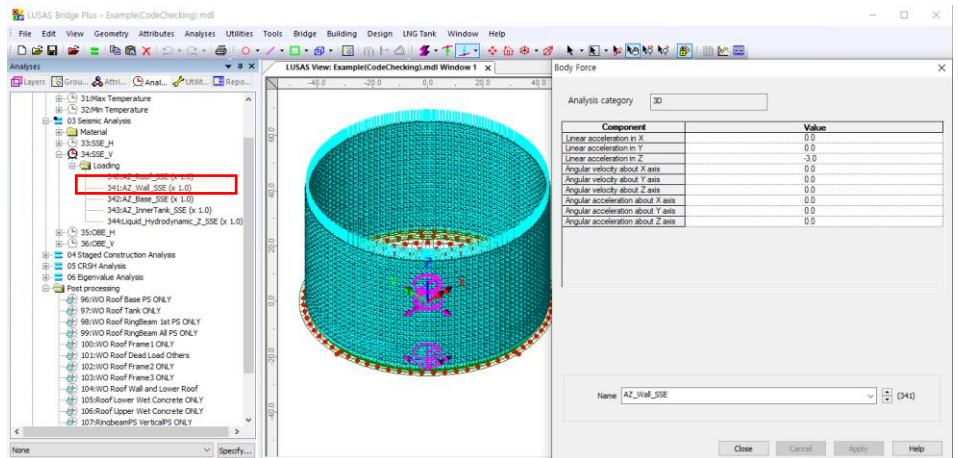 LUSAS Bridge Plus - Example(CodeChecking).mdl
File Edit View Geometry Attributes Analyses Utilities Tools Bridge Building Design LNG Tank Window Help
Analyses
Layers Grou... Attri... Anal... Utilit... Repo...
31:Max Temperature
32:Min Temperature
03 Seismic Analysis
Material
33:SSE_H
34:SSE_V
Loading
340:AZ_Roof_SSE (x 1.0)
341:AZ_Wall_SSE (x 1.0)
342:AZ_Base_SSE (x 1.0)
343:AZ_InnerTank_SSE (x 1.0)
344:Liquid_Hydrodynamic_Z_SSE (x 1.0)
35:OBE_H
36:OBE_V
04 Staged Construction Analysis
05 CRSH Analysis
06 Eigenvalue Analysis
Post processing
96:WO Roof Base PS ONLY
97:WO Roof Tank ONLY
98:WO Roof RingBeam 1st PS ONLY
99:WO Roof RingBeam All PS ONLY
100:WO Roof Frame1 ONLY
101:WO Roof Dead Load Others
102:WO Roof Frame2 ONLY
103:WO Roof Frame3 ONLY
104:WO Roof Wall and Lower Roof
105:Roof Lower Wet Concrete ONLY
106:Roof Upper Wet Concrete ONLY
107:RingbeamPS VerticalPS ONLY
None
Specify...
LUSAS View: Example(CodeChecking).mdl Window 1 x
-40.0 -20.0 0.0 20.0 40.0
60.0
40.0
20.0
0.0
-20.0
-40.0
Z
X
Body Force
Analysis category 3D
Component Value
Linear acceleration in X 0.0
Linear acceleration in Y 0.0
Linear acceleration in Z -3.0
Angular velocity about X axis 0.0
Angular velocity about Y axis 0.0
Angular velocity about Z axis 0.0
Angular acceleration about X axis 0.0
Angular acceleration about Y axis 0.0
Angular acceleration about Z axis 0.0
Name AZ_Wall_SSE (341)
Close Cancel Apply Help